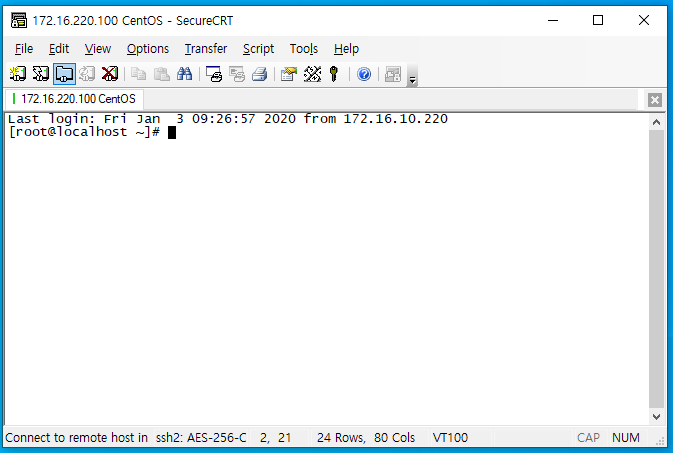 172.16.220.100 CentOS - SecureCRT
File Edit View Options Transfer Script Tools Help
172.16.220.100 CentOS
Last login: Fri Jan  3 09:26:57 2020 from 172.16.10.220
[root@localhost ~]#
Connect to remote host in ssh2: AES-256-C 2, 21 24 Rows, 80 Cols VT100 CAP NUM